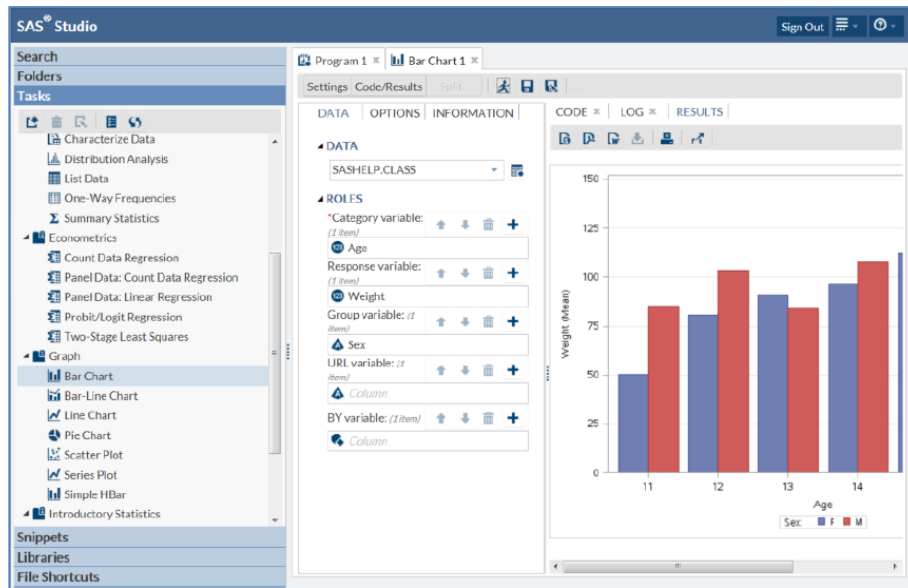 SAS® Studio
Sign Out
Search
Folders
Tasks
Characterize Data
Distribution Analysis
List Data
One-Way Frequencies
Summary Statistics
Econometrics
Count Data Regression
Panel Data: Count Data Regression
Panel Data: Linear Regression
Probit/Logit Regression
Two-Stage Least Squares
Graph
Bar Chart
Bar-Line Chart
Line Chart
Pie Chart
Scatter Plot
Series Plot
Simple HBar
Introductory Statistics
Snippets
Libraries
File Shortcuts
Program 1 × Bar Chart 1 ×
Settings Code/Results Split
DATA OPTIONS INFORMATION
DATA
SASHELP.CLASS
ROLES
*Category variable:
(1 item)
123 Age
Response variable:
(1 item)
123 Weight
Group variable: (1
item)
A Sex
URL variable: (1
item)
A Column
BY variable: (1 item)
Column
CODE × LOG × RESULTS
150
125
100
75
50
25
0
Weight (Mean)
11 12 13 14
Age
Sex: F M